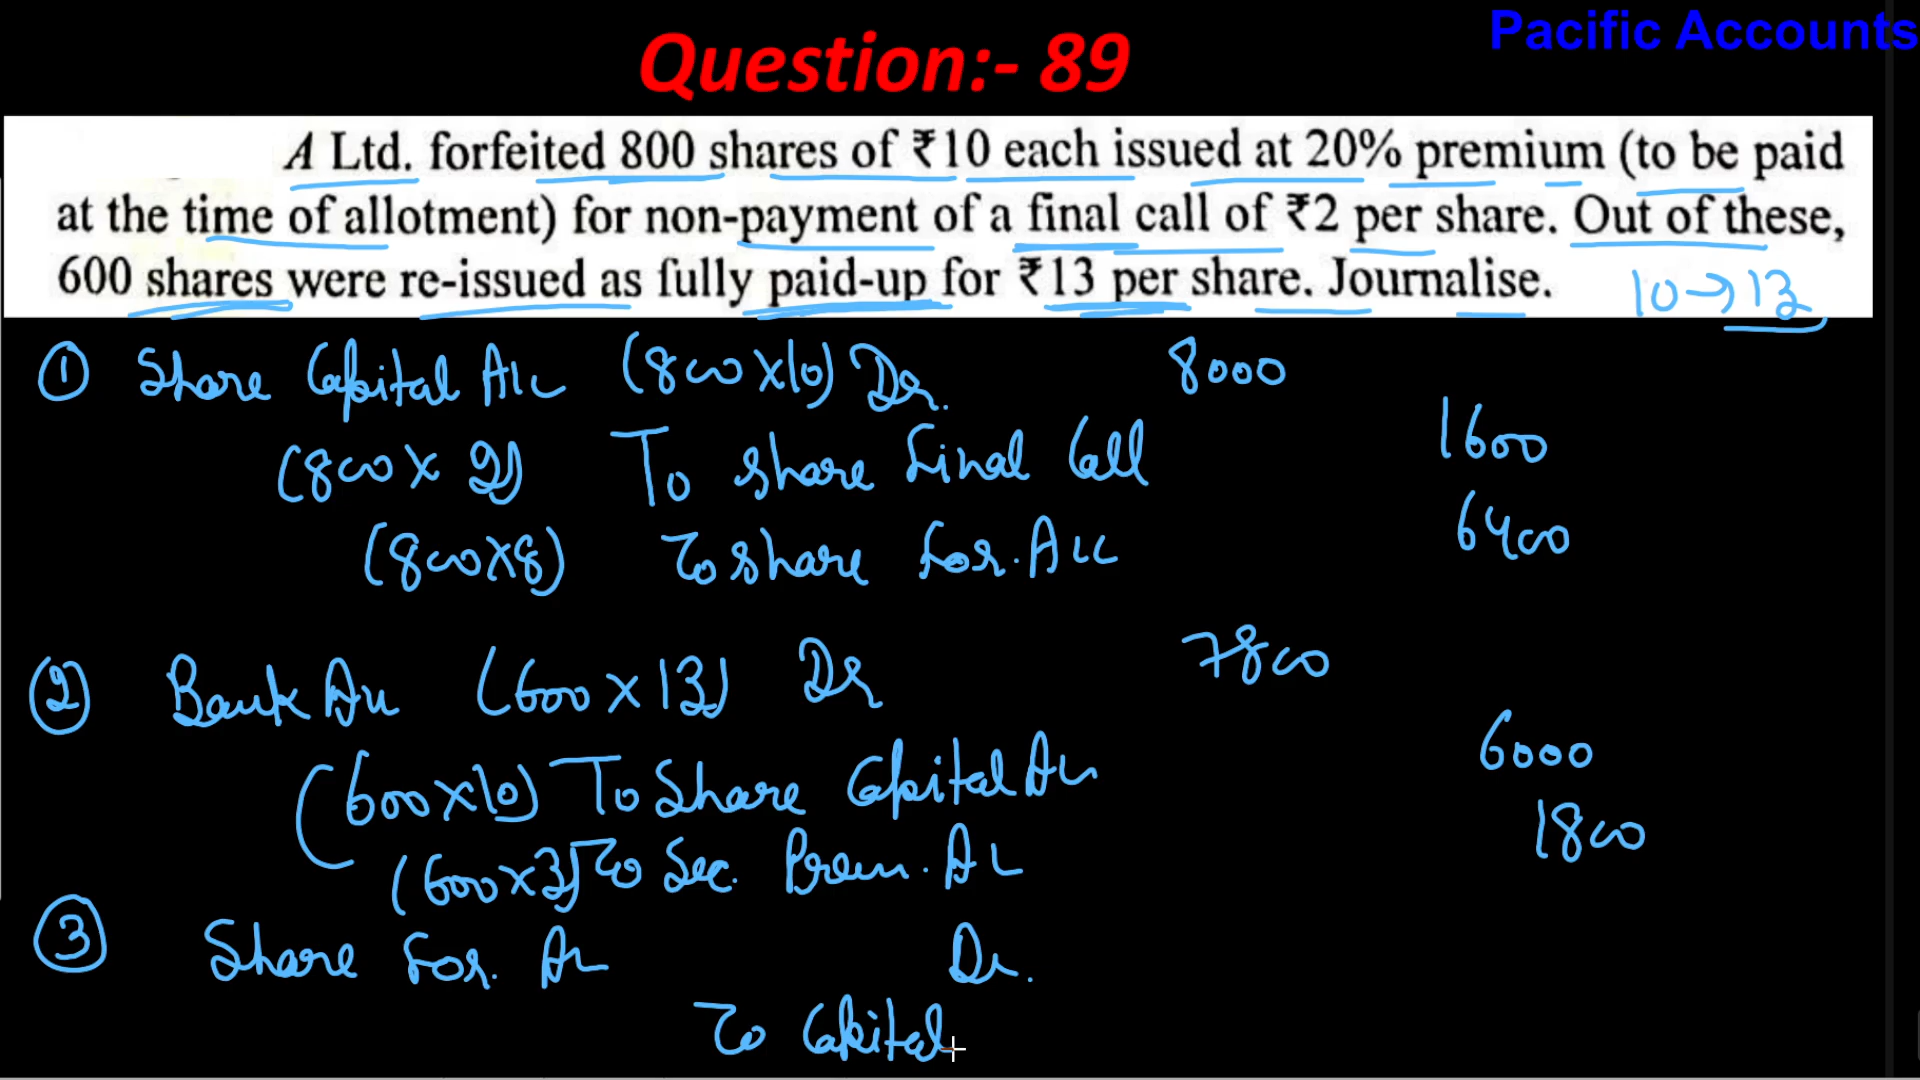 Pacific Accounts
Question:- 89
A Ltd. forfeited 800 shares of ₹10 each issued at 20% premium (to be paid
at the time of allotment) for non-payment of a final call of ₹2 per share. Out of these,
600 shares were re-issued as fully paid-up for ₹13 per share. Journalise.
10→13
① Share Capital A/c (800×10) Dr. 8000
(800×2) To Share Final Call 1600
(800×8) To Share For. A/c 6400
② Bank A/c (600×13) Dr 7800
(600×10) To Share Capital A/c 6000
(600×3) To Sec. Prem. A/c 1800
③ Share For. A/c Dr.
To Capital